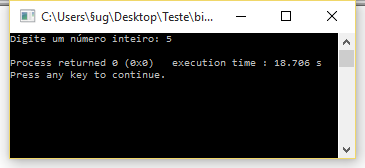 C:\Users\§ug\Desktop\Teste\bi...
Digite um número inteiro: 5
Process returned 0 (0x0)   execution time : 18.706 s
Press any key to continue.